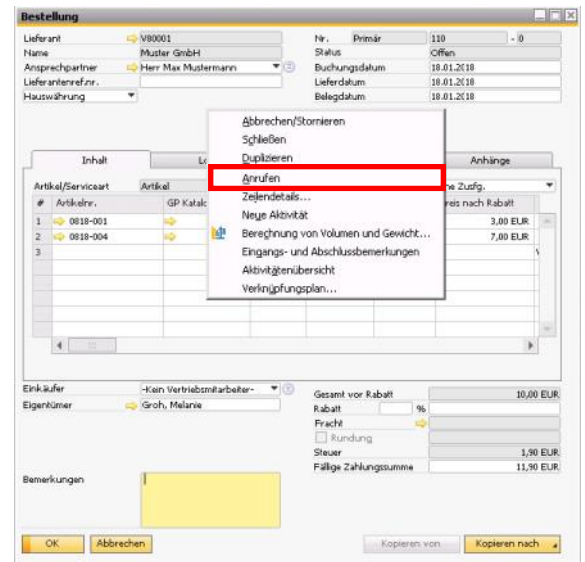 Bestellung
Lieferant V80001 Nr. Primär 110 - 0
Name Muster GmbH Status Offen
Ansprechpartner Herr Max Mustermann Buchungsdatum 18.01.2018
Lieferantenref.nr. Lieferdatum 18.01.2018
Hauswährung Belegdatum 18.01.2018
Abbrechen/Stornieren
Schließen
Duplizieren
Anrufen
Zeilendetails...
Neue Aktivität
Berechnung von Volumen und Gewicht...
Eingangs- und Abschlussbemerkungen
Aktivitätenübersicht
Verknüpfungsplan...
Inhalt Lo Anhänge
Artikel/Serviceart Artikel ne Zusfg.
# Artikelnr. GP Katalo reis nach Rabatt
1 0818-001 3,00 EUR
2 0818-004 7,00 EUR
3
Einkäufer -Kein Vertriebsmitarbeiter-
Eigentümer Groh, Melanie
Gesamt vor Rabatt 10,00 EUR
Rabatt %
Fracht
Rundung
Steuer 1,90 EUR
Fällige Zahlungssumme 11,90 EUR
Bemerkungen
OK Abbrechen Kopieren von Kopieren nach